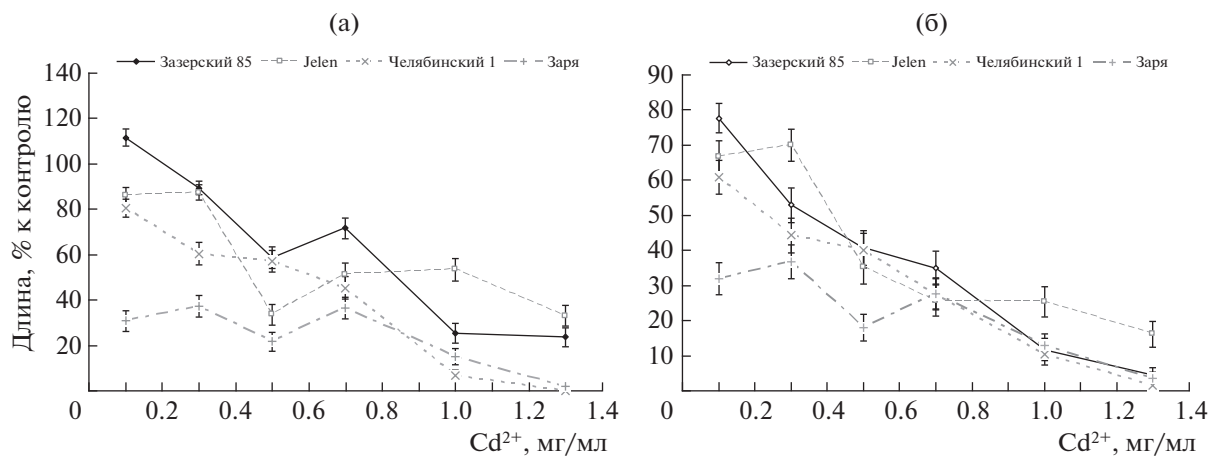 (а)
Зазерский 85 Jelen Челябинский 1 Заря
Длина, % к контролю
140
120
100
80
60
40
20
0 0.2 0.4 0.6 0.8 1.0 1.2 1.4
Cd²⁺, мг/мл
(б)
Зазерский 85 Jelen Челябинский 1 Заря
90
80
70
60
50
40
30
20
10
0 0.2 0.4 0.6 0.8 1.0 1.2 1.4
Cd²⁺, мг/мл